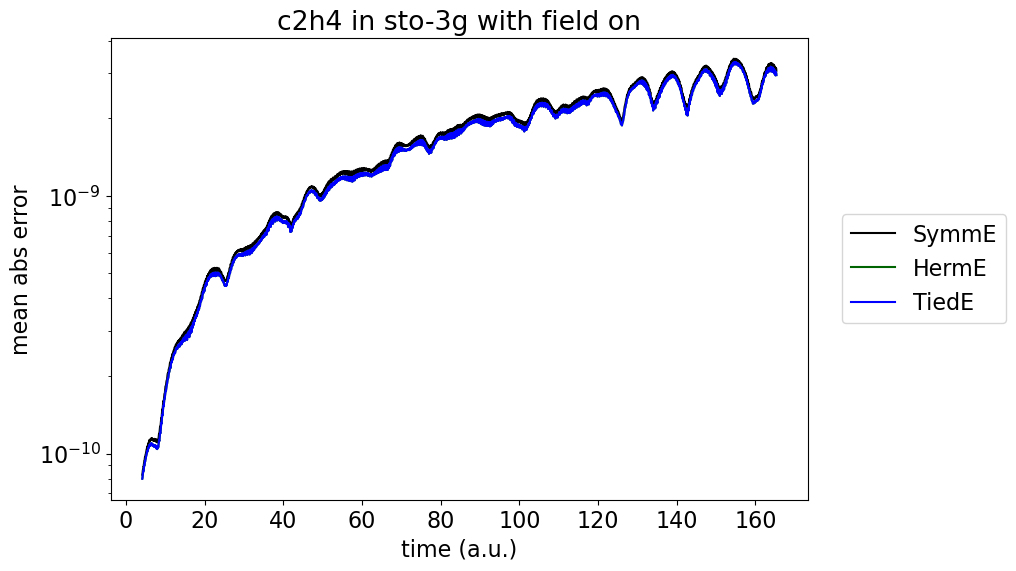 c2h4 in sto-3g with field on
mean abs error
10⁻⁹
10⁻¹⁰
0 20 40 60 80 100 120 140 160
time (a.u.)
SymmE
HermE
TiedE